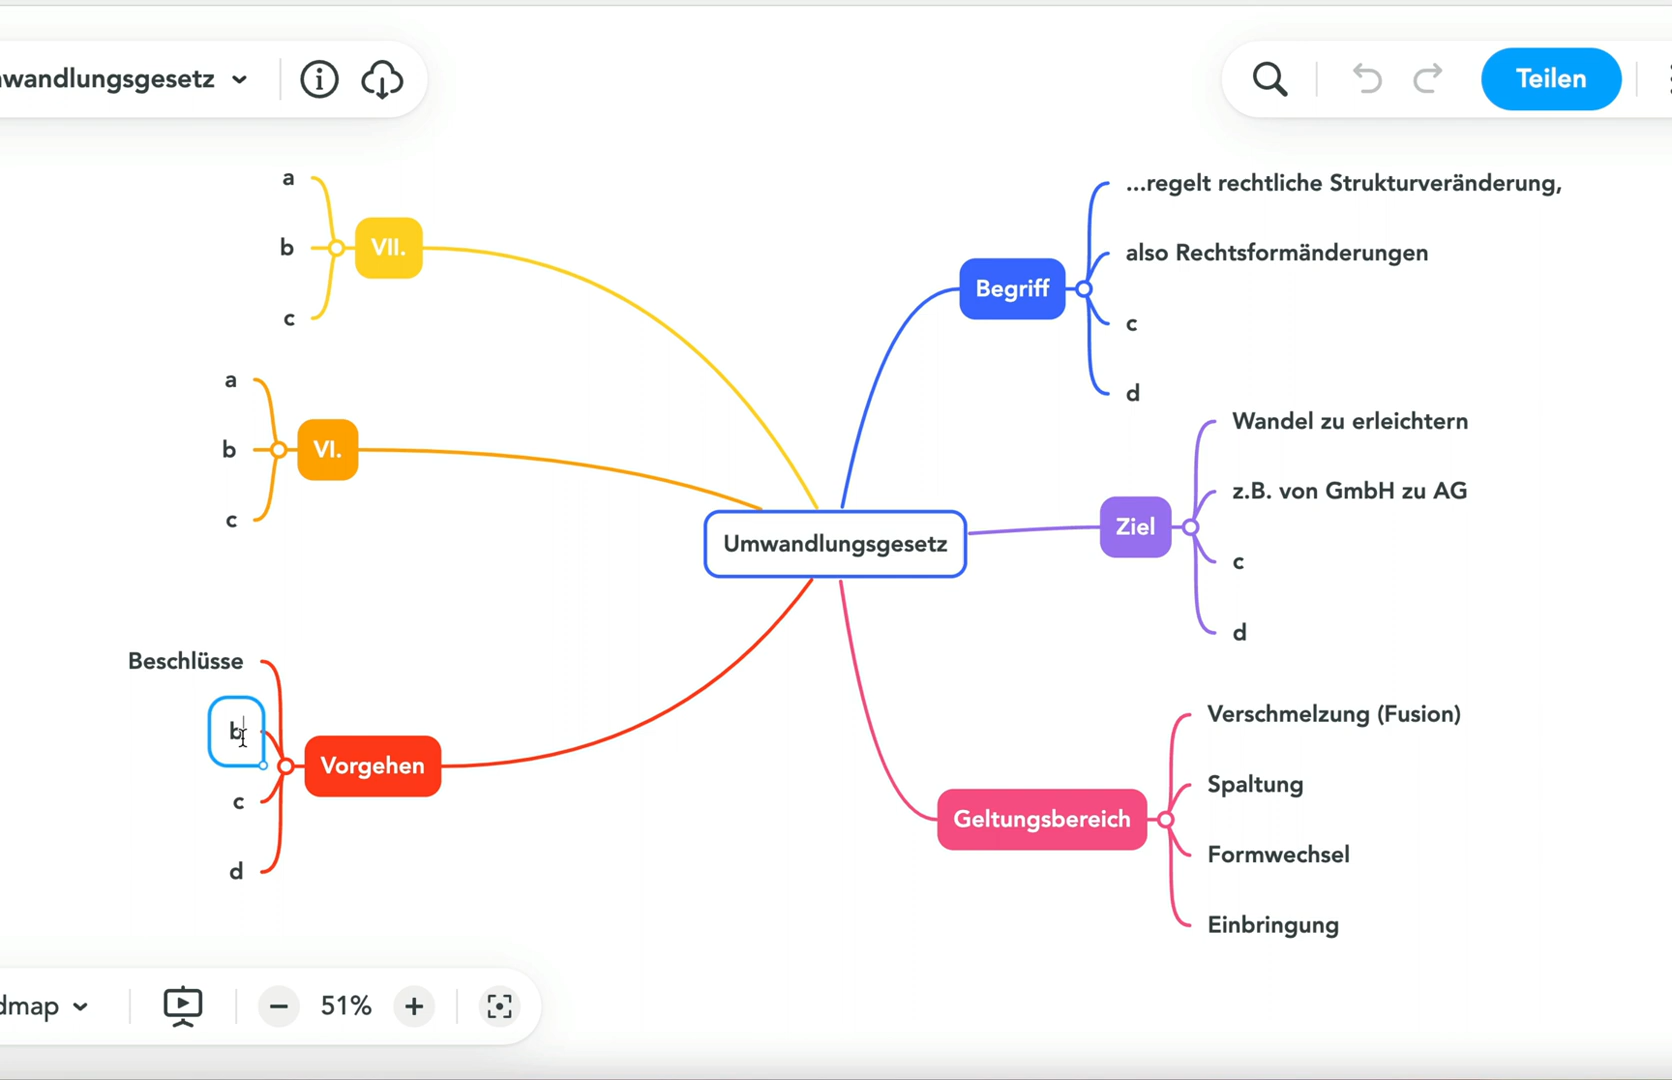 nwandlungsgesetz
Teilen
a
b
c
VII.
a
b
c
VI.
Umwandlungsgesetz
Begriff
...regelt rechtliche Strukturveränderung,
also Rechtsformänderungen
c
d
Ziel
Wandel zu erleichtern
z.B. von GmbH zu AG
c
d
Geltungsbereich
Verschmelzung (Fusion)
Spaltung
Formwechsel
Einbringung
Beschlüsse
b
c
d
Vorgehen
dmap
51%